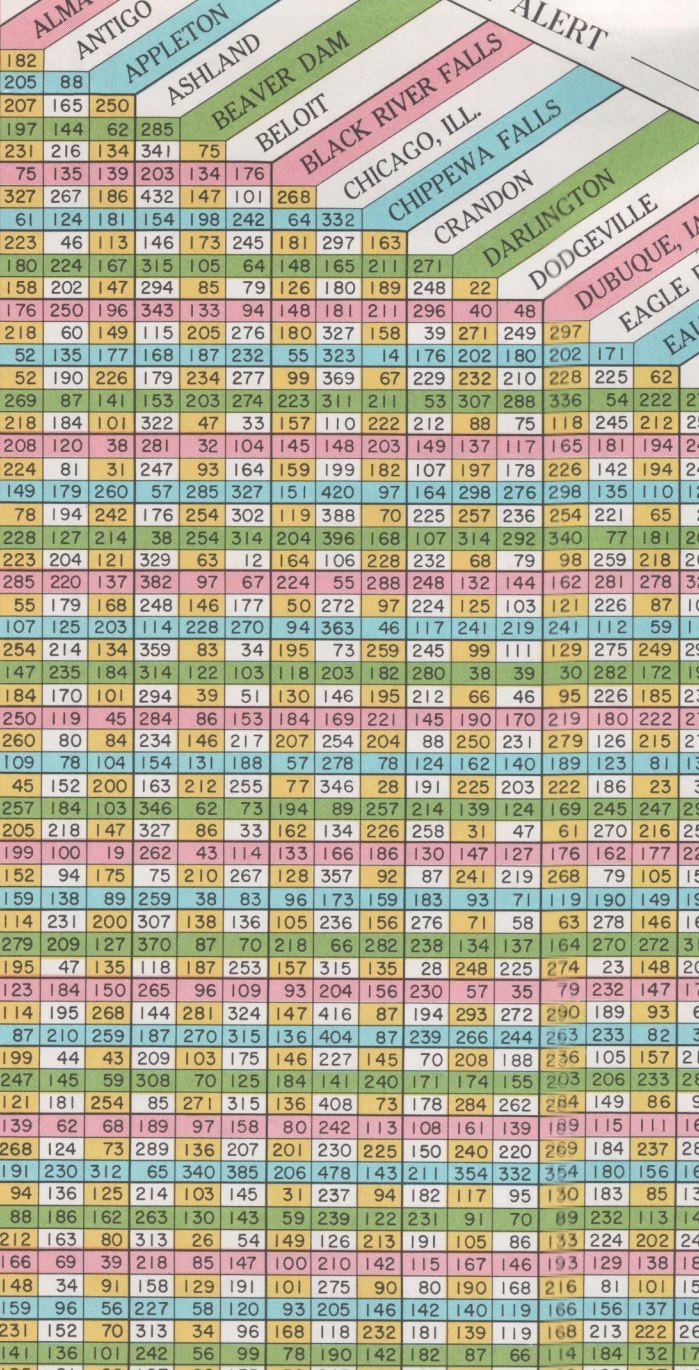 ALERT
ALMA
ANTIGO
APPLETON
ASHLAND
BEAVER DAM
BELOIT
BLACK RIVER FALLS
CHICAGO, ILL.
CHIPPEWA FALLS
CRANDON
DARLINGTON
DODGEVILLE
DUBUQUE,
EAGLE
182
205 88
207 165 250
197 144 62 285
231 216 134 341 75
75 135 139 203 134 176
327 267 186 432 147 101 268
61 124 181 154 198 242 64 332
223 46 113 146 173 245 181 297 163
180 224 167 315 105 64 148 165 211 271
158 202 147 294 85 79 126 180 189 248 22
176 250 196 343 133 94 148 181 211 296 40 48
218 60 149 115 205 276 180 327 158 39 271 249 297
52 135 177 168 187 232 55 323 14 176 202 180 202 171
52 190 226 179 234 277 99 369 67 229 232 210 228 225 62
269 87 141 153 203 274 223 311 211 53 307 288 336 54 222
218 184 101 322 47 33 157 110 222 212 88 75 118 245 212
208 120 38 281 32 104 145 148 203 149 137 117 165 181 194
224 81 31 247 93 164 159 199 182 107 197 178 226 142 194
149 179 260 57 285 327 151 420 97 164 298 276 298 135 110
78 194 242 176 254 302 119 388 70 225 257 236 254 221 65
228 127 214 38 254 314 204 396 168 107 314 292 340 77 181
223 204 121 329 63 12 164 106 228 232 68 79 98 259 218
285 220 137 382 97 67 224 55 288 248 132 144 162 281 278
55 179 168 248 146 177 50 272 97 224 125 103 121 226 87
107 125 203 114 228 270 94 363 46 117 241 219 241 112 59
254 214 134 359 83 34 195 73 259 245 99 111 129 275 249
147 235 184 314 122 103 118 203 182 280 38 39 30 282 172
184 170 101 294 39 51 130 146 195 212 66 46 95 226 185
250 119 45 284 86 153 184 169 221 145 190 170 219 180 222
260 80 84 234 146 217 207 254 204 88 250 231 279 126 215
109 78 104 154 131 188 57 278 78 124 162 140 189 123 81
45 152 200 163 212 255 77 346 28 191 225 203 222 186 23
257 184 103 346 62 73 194 89 257 214 139 124 169 245 247
205 218 147 327 86 33 162 134 226 258 31 47 61 270 216
199 100 19 262 43 114 133 166 186 130 147 127 176 162 177
152 94 175 75 210 267 128 357 92 87 241 219 268 79 105
159 138 89 259 38 83 96 173 159 183 93 71 119 190 149
114 231 200 307 138 136 105 236 156 276 71 58 63 278 146
279 209 127 370 87 70 218 66 282 238 134 137 164 270 272
195 47 135 118 187 253 157 315 135 28 248 225 274 23 148
123 184 150 265 96 109 93 204 156 230 57 35 79 232 147
114 195 268 144 281 324 147 416 87 194 293 272 290 189 93
87 210 259 187 270 315 136 404 87 239 266 244 263 233 82
199 44 43 209 103 175 146 227 145 70 208 188 236 105 157
247 145 59 308 70 125 184 141 240 171 174 155 203 206 233
121 181 254 85 271 315 136 408 73 178 284 262 284 149 86
139 62 68 189 97 158 80 242 113 108 161 139 189 115 111
268 124 73 289 136 207 201 230 225 150 240 220 269 184 237
191 230 312 65 340 385 206 478 143 211 354 332 354 180 156
94 136 125 214 103 145 31 237 94 182 117 95 130 183 85
88 186 162 263 130 143 59 239 122 231 91 70 89 232 113
212 163 80 313 26 54 149 126 213 191 105 86 133 224 202
166 69 39 218 85 147 100 210 142 115 167 146 193 129 138
148 34 91 158 129 191 101 275 90 80 190 168 216 81 101
159 96 56 227 58 120 93 205 146 142 140 119 166 156 137
231 152 70 313 34 96 168 118 232 181 139 119 168 213 222
141 136 101 242 56 99 78 190 142 182 87 66 114 184 132